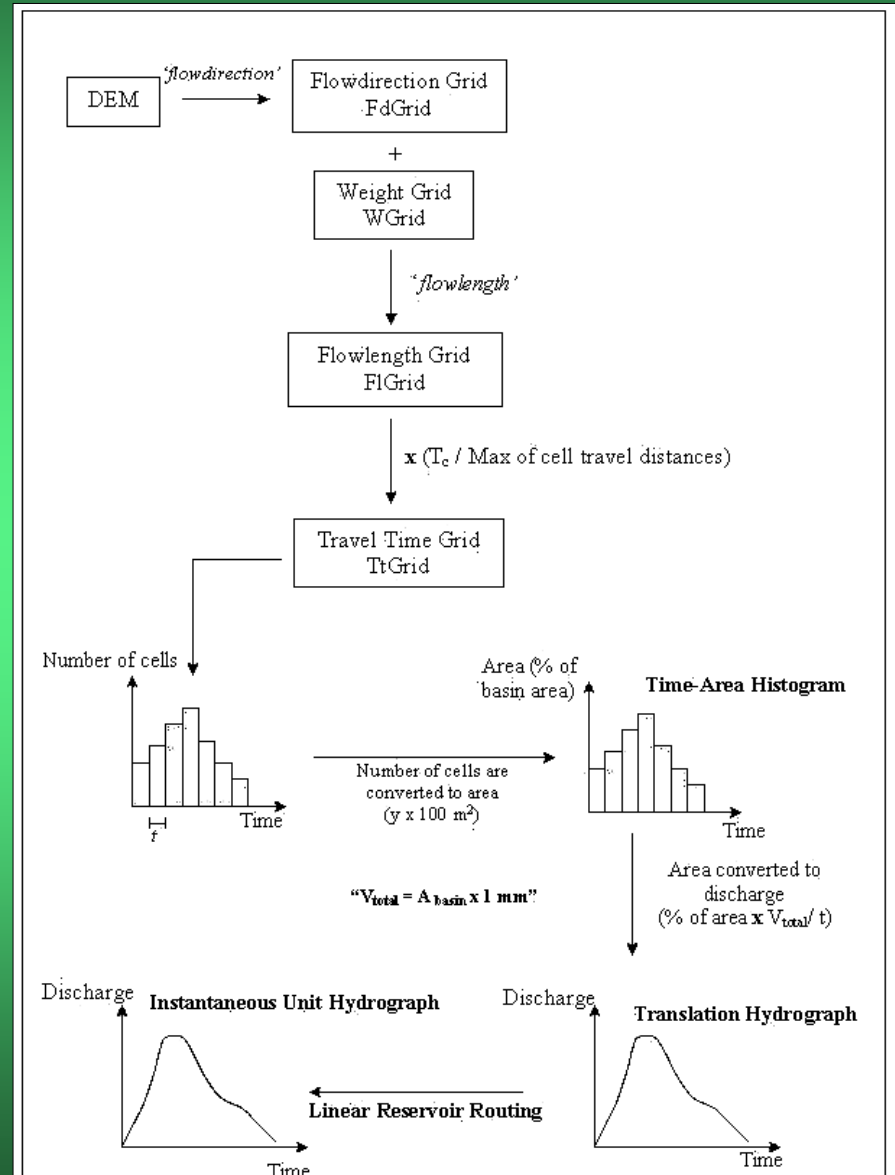 'flowdirection'
DEM
Flowdirection Grid
FdGrid
+
Weight Grid
WGrid
'flowlength'
Flowlength Grid
FlGrid
x (Tc / Max of cell travel distances)
Travel Time Grid
TtGrid
Number of cells
Time
t
Number of cells are
converted to area
(y x 100 m²)
Area (% of
basin area)
Time-Area Histogram
Time
Area converted to
discharge
(% of area x Vtotal/ t)
“Vtotal = A basin x 1 mm”
Discharge
Instantaneous Unit Hydrograph
Time
Discharge
Translation Hydrograph
Time
Linear Reservoir Routing